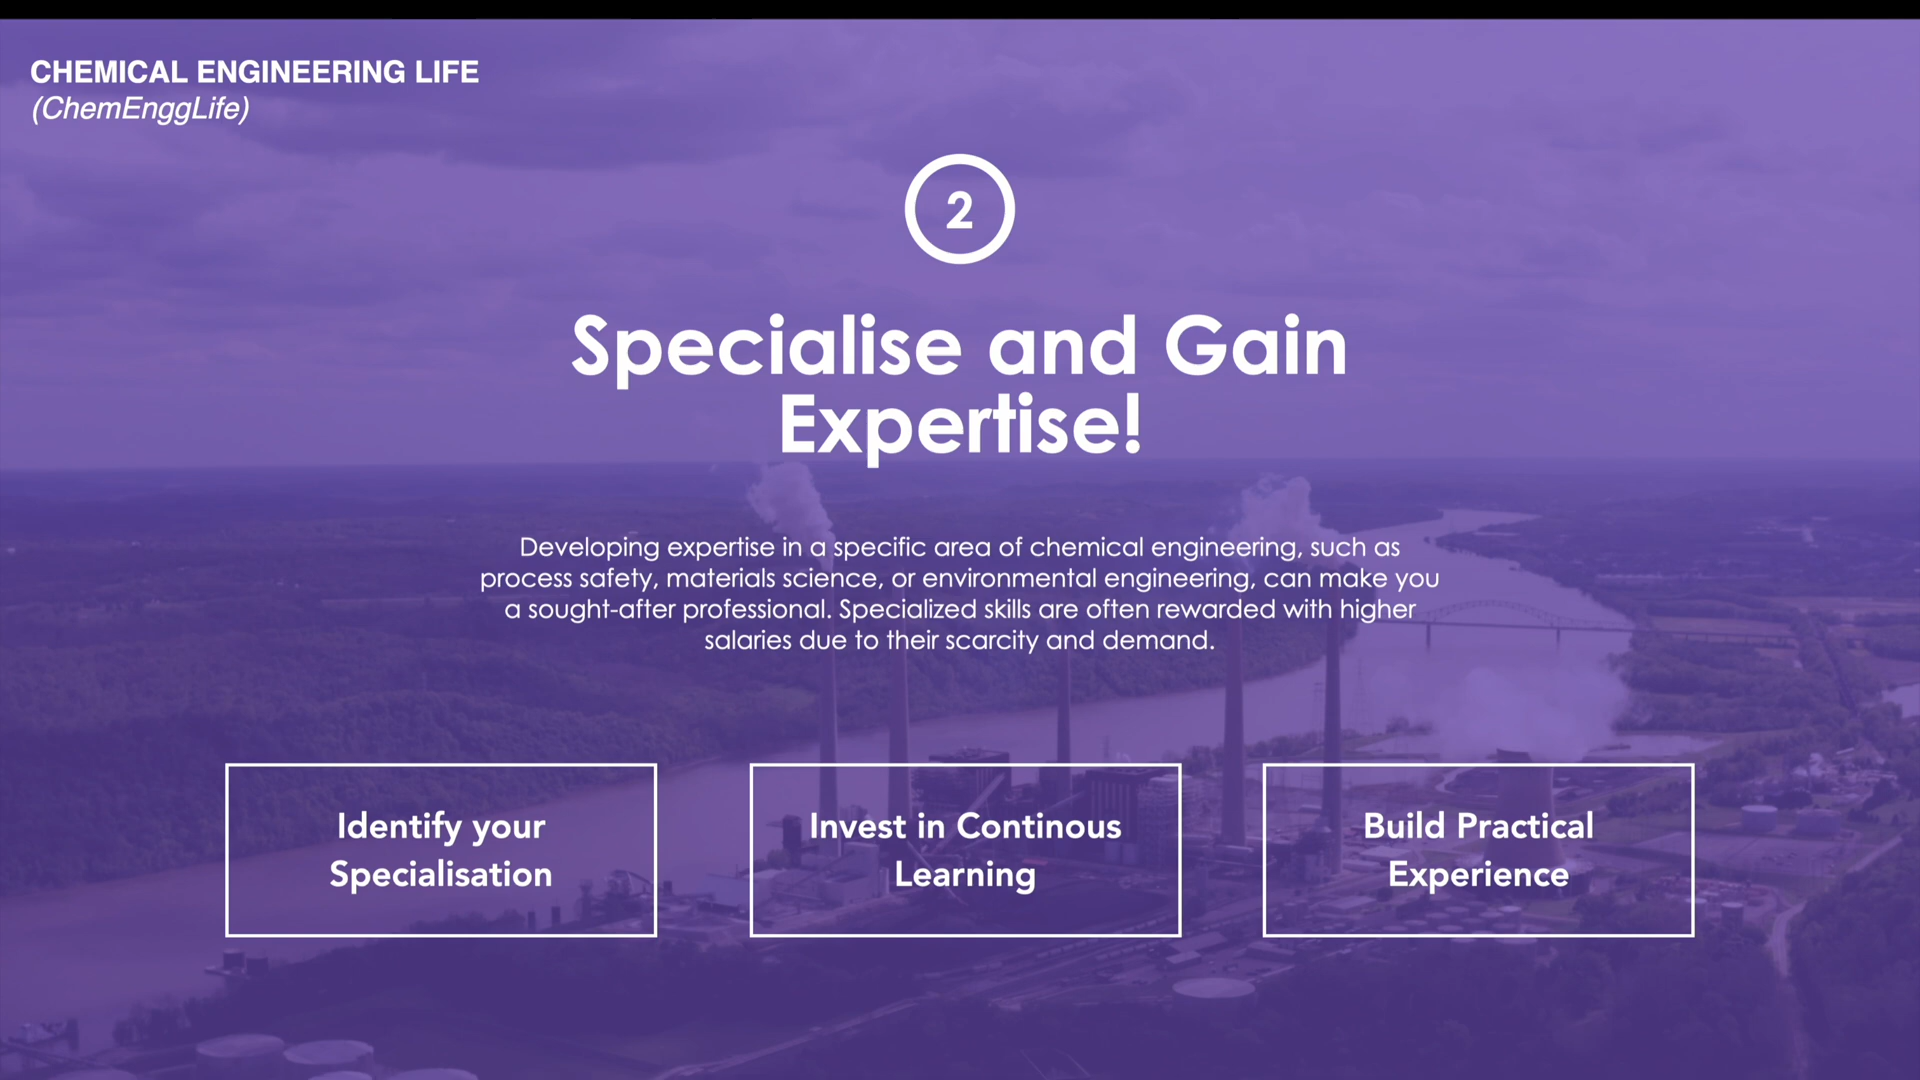 CHEMICAL ENGINEERING LIFE
(ChemEnggLife)
2
Specialise and Gain
Expertise!
Developing expertise in a specific area of chemical engineering, such as
process safety, materials science, or environmental engineering, can make you
a sought-after professional. Specialized skills are often rewarded with higher
salaries due to their scarcity and demand.
Identify your
Specialisation
Invest in Continous
Learning
Build Practical
Experience